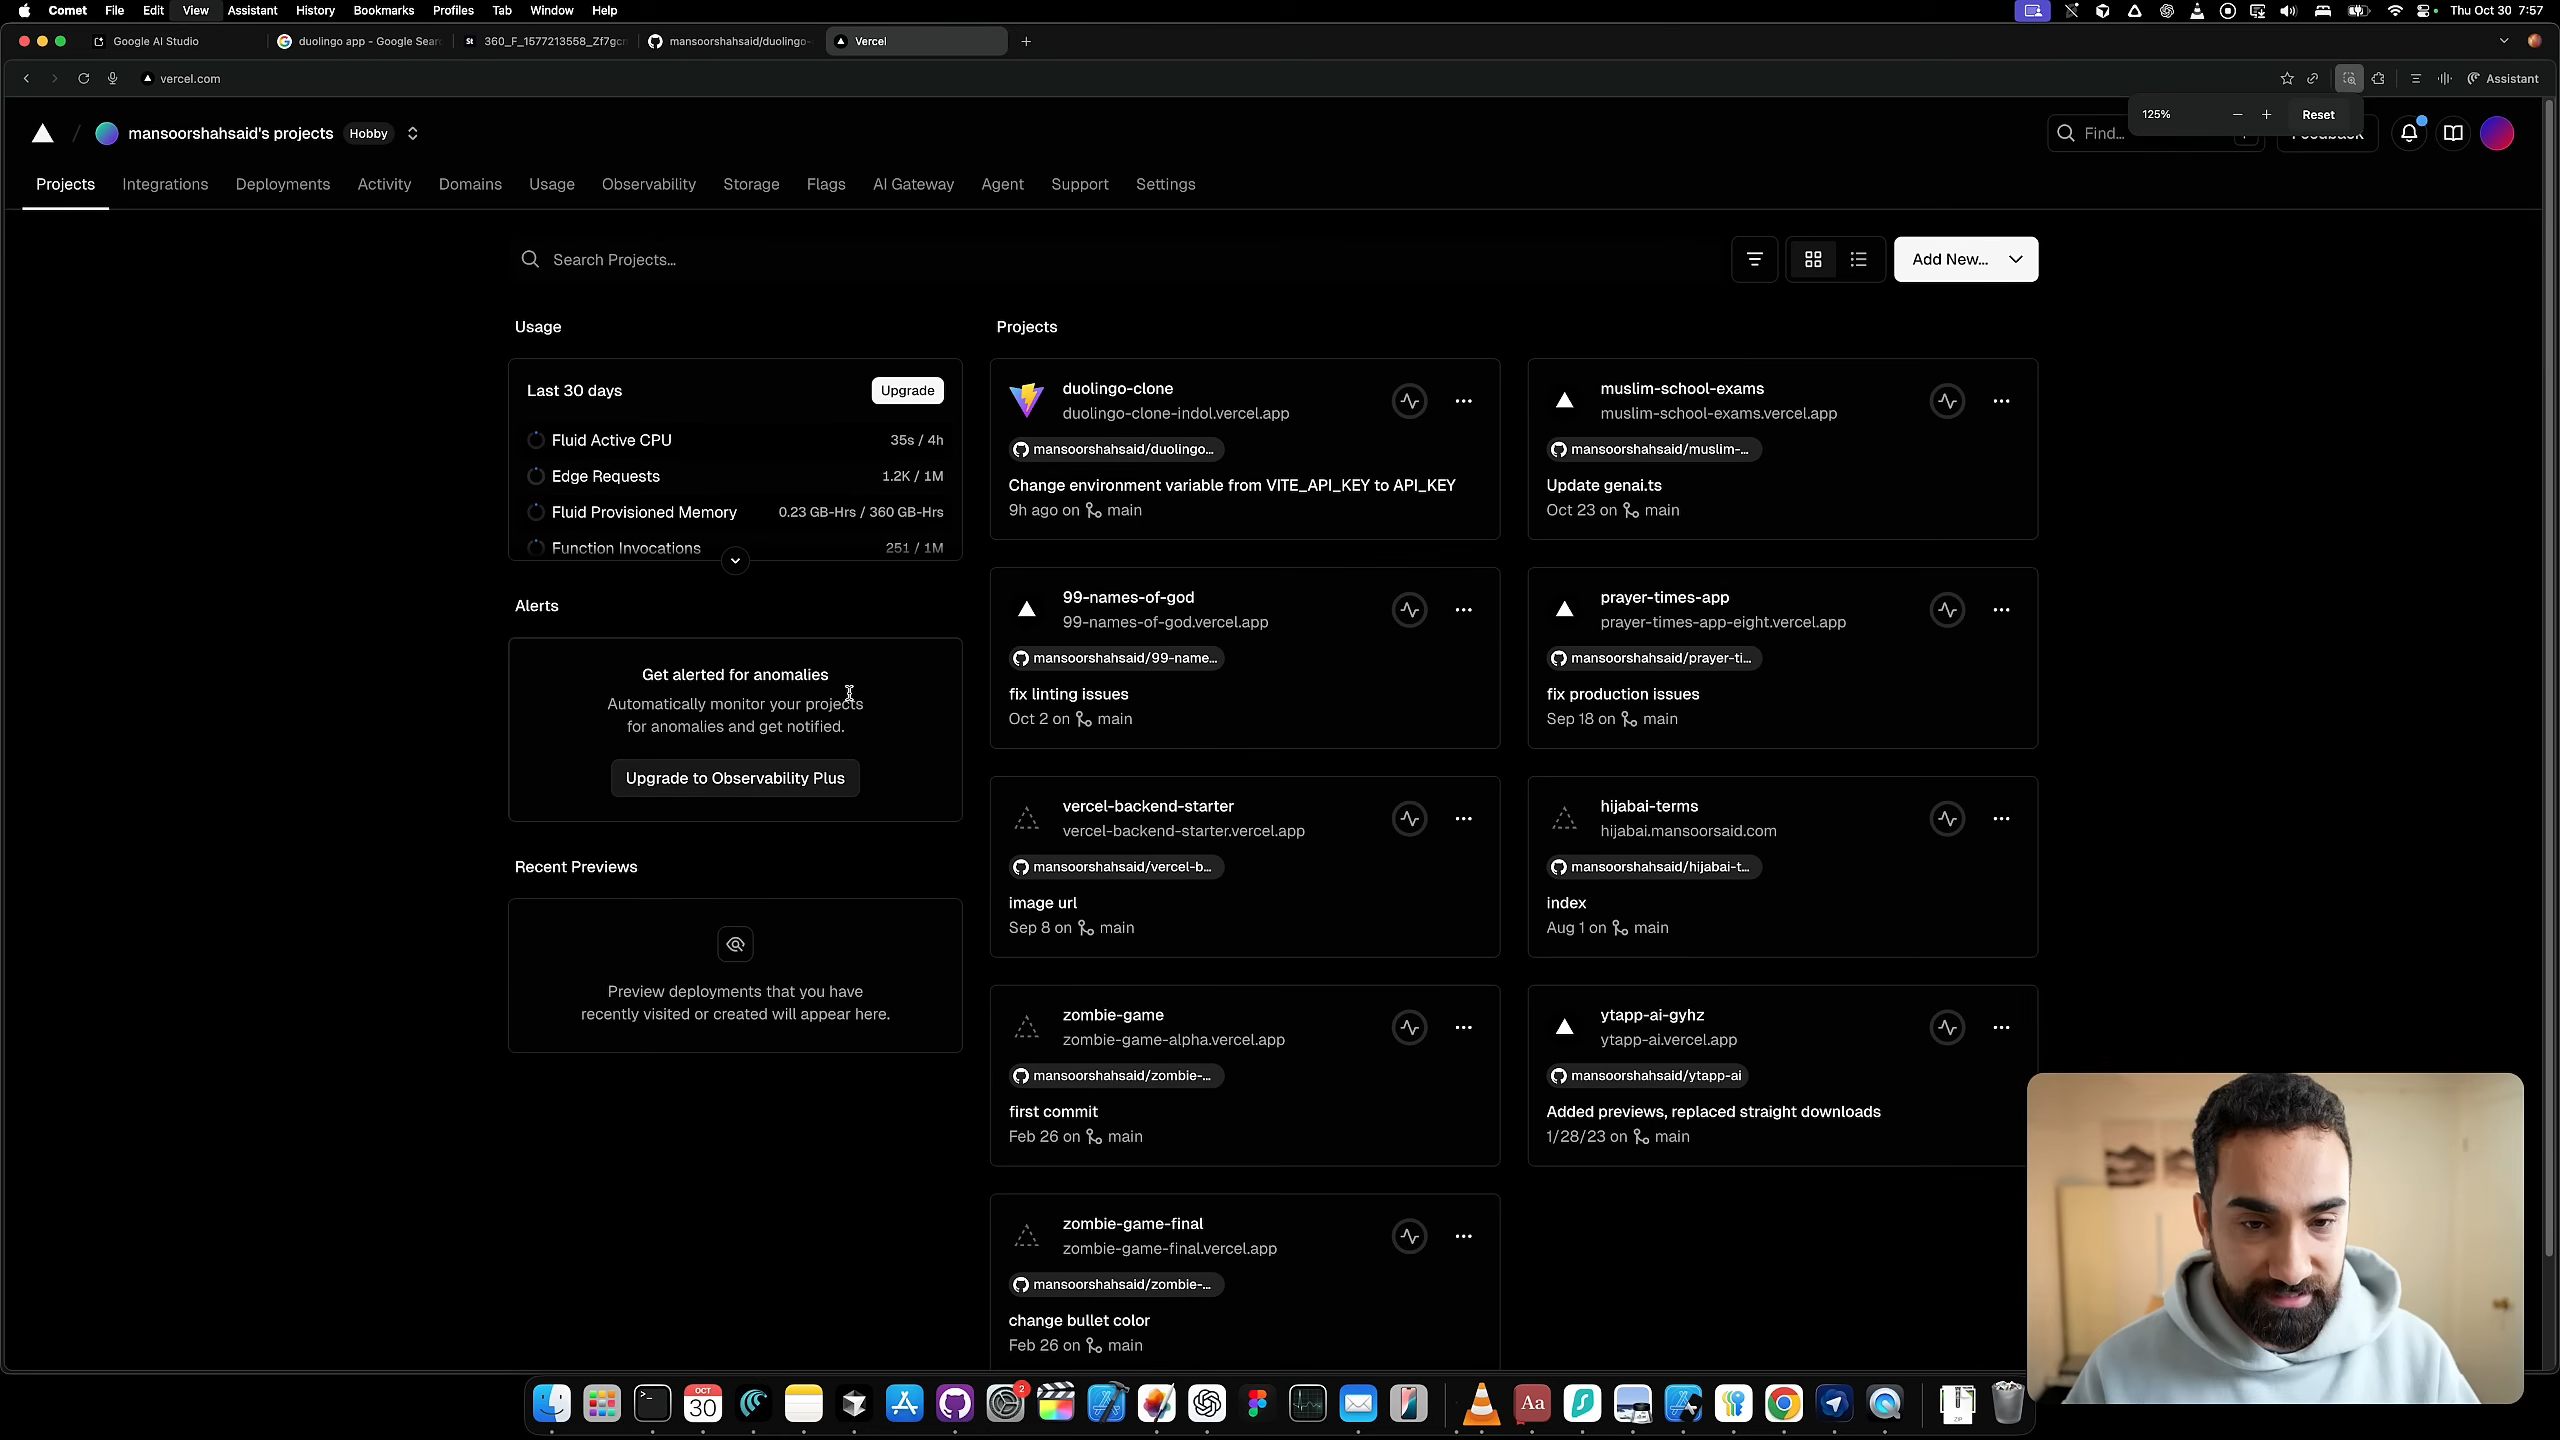 Comet File Edit View Assistant History Bookmarks Profiles Tab Window Help
Thu Oct 30 7:57
Google AI Studio
duolingo app - Google Sear
St 360_F_1577213558_Zf7gcr
mansoorshahsaid/duolingo-
Vercel
vercel.com
Assistant
mansoorshahsaid's projects Hobby
Find...
125% Reset
Projects Integrations Deployments Activity Domains Usage Observability Storage Flags AI Gateway Agent Support Settings
Search Projects...
Add New...
Usage
Last 30 days Upgrade
Fluid Active CPU 35s / 4h
Edge Requests 1.2K / 1M
Fluid Provisioned Memory 0.23 GB-Hrs / 360 GB-Hrs
Function Invocations 251 / 1M
Alerts
Get alerted for anomalies
Automatically monitor your projects
for anomalies and get notified.
Upgrade to Observability Plus
Recent Previews
Preview deployments that you have
recently visited or created will appear here.
Projects
duolingo-clone
duolingo-clone-indol.vercel.app
mansoorshahsaid/duolingo...
Change environment variable from VITE_API_KEY to API_KEY
9h ago on main
muslim-school-exams
muslim-school-exams.vercel.app
mansoorshahsaid/muslim-...
Update genai.ts
Oct 23 on main
99-names-of-god
99-names-of-god.vercel.app
mansoorshahsaid/99-name...
fix linting issues
Oct 2 on main
prayer-times-app
prayer-times-app-eight.vercel.app
mansoorshahsaid/prayer-ti...
fix production issues
Sep 18 on main
vercel-backend-starter
vercel-backend-starter.vercel.app
mansoorshahsaid/vercel-b...
image url
Sep 8 on main
hijabai-terms
hijabai.mansoorsaid.com
mansoorshahsaid/hijabai-t...
index
Aug 1 on main
zombie-game
zombie-game-alpha.vercel.app
mansoorshahsaid/zombie-...
first commit
Feb 26 on main
ytapp-ai-gyhz
ytapp-ai.vercel.app
mansoorshahsaid/ytapp-ai
Added previews, replaced straight downloads
1/28/23 on main
zombie-game-final
zombie-game-final.vercel.app
mansoorshahsaid/zombie-...
change bullet color
Feb 26 on main
OCT
30
2
Aa
ZIP